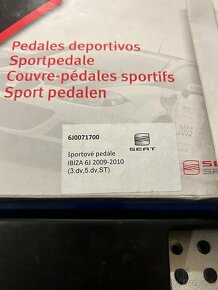 Pedales deportivos
Sportpedale
Couvre-pédales sportifs
Sport pedalen
6J0071700
SEAT
športové pedále
IBIZA 6J 2009-2010
(3.dv,5.dv,ST)
2005